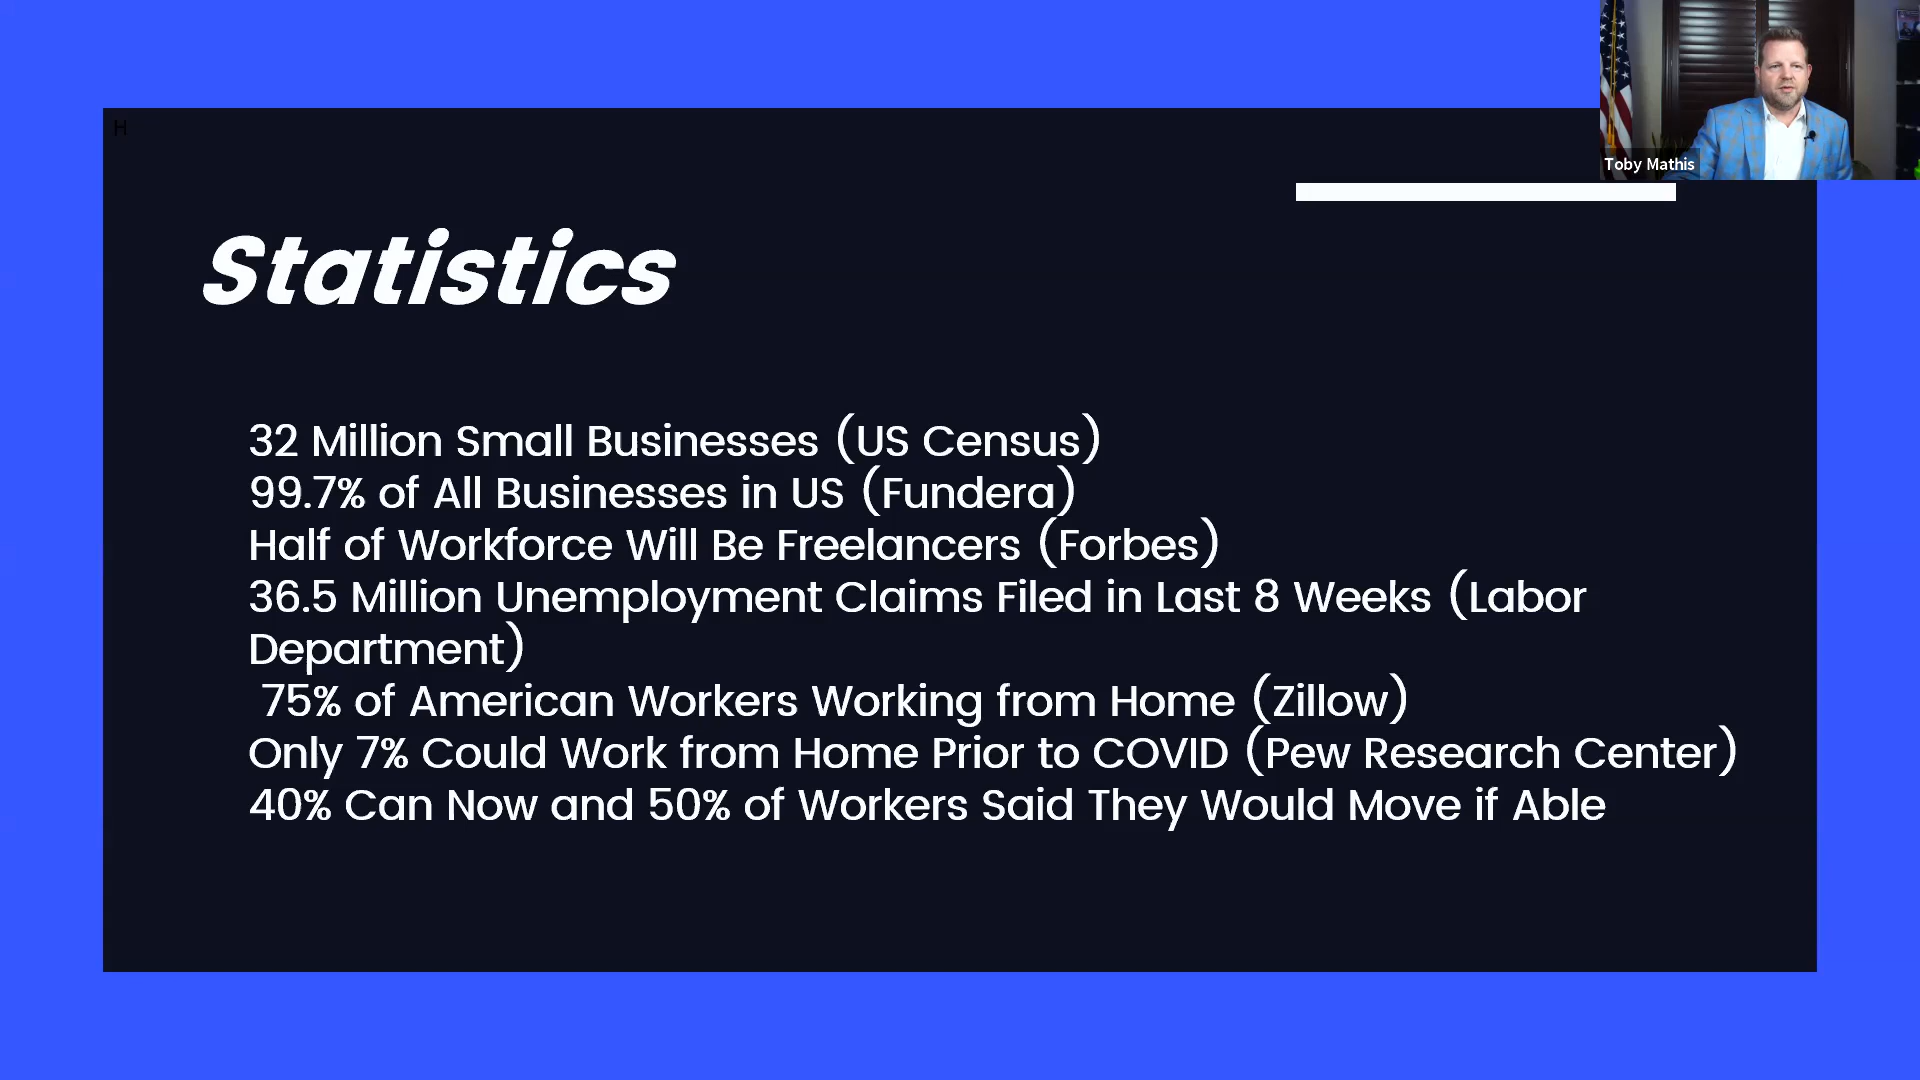 H
Toby Mathis
Statistics
32 Million Small Businesses (US Census)
99.7% of All Businesses in US (Fundera)
Half of Workforce Will Be Freelancers (Forbes)
36.5 Million Unemployment Claims Filed in Last 8 Weeks (Labor
Department)
75% of American Workers Working from Home (Zillow)
Only 7% Could Work from Home Prior to COVID (Pew Research Center)
40% Can Now and 50% of Workers Said They Would Move if Able